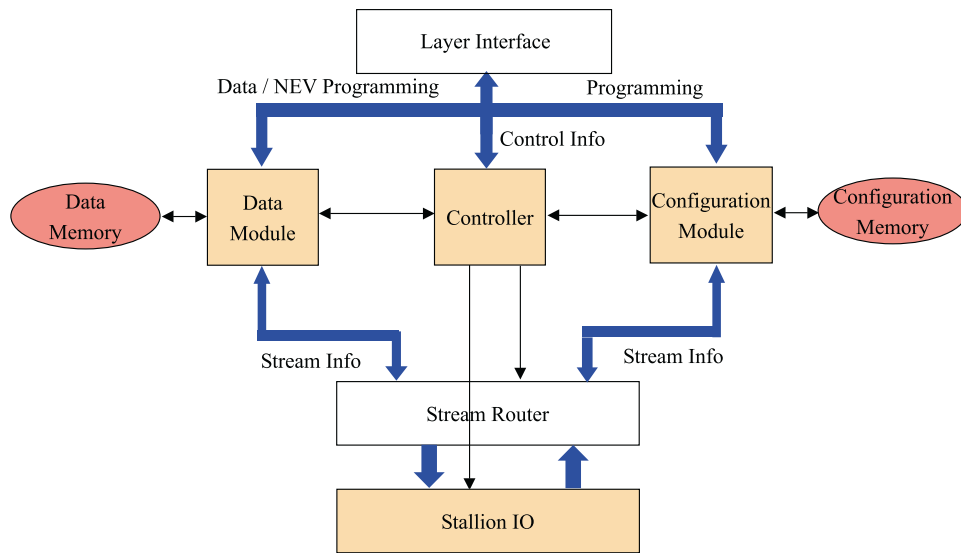 Layer Interface
Data / NEV Programming
Programming
Control Info
Data
Memory
Data
Module
Controller
Configuration
Module
Configuration
Memory
Stream Info
Stream Info
Stream Router
Stallion IO